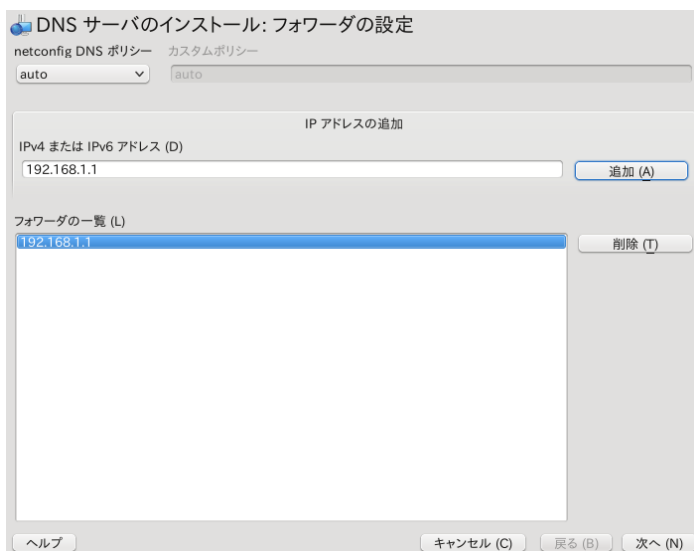 DNS サーバのインストール: フォワーダの設定
netconfig DNS ポリシー カスタムポリシー
auto auto
IP アドレスの追加
IPv4 または IPv6 アドレス (D)
192.168.1.1 追加 (A)
フォワーダの一覧 (L)
192.168.1.1 削除 (T)
ヘルプ キャンセル (C) 戻る (B) 次へ (N)